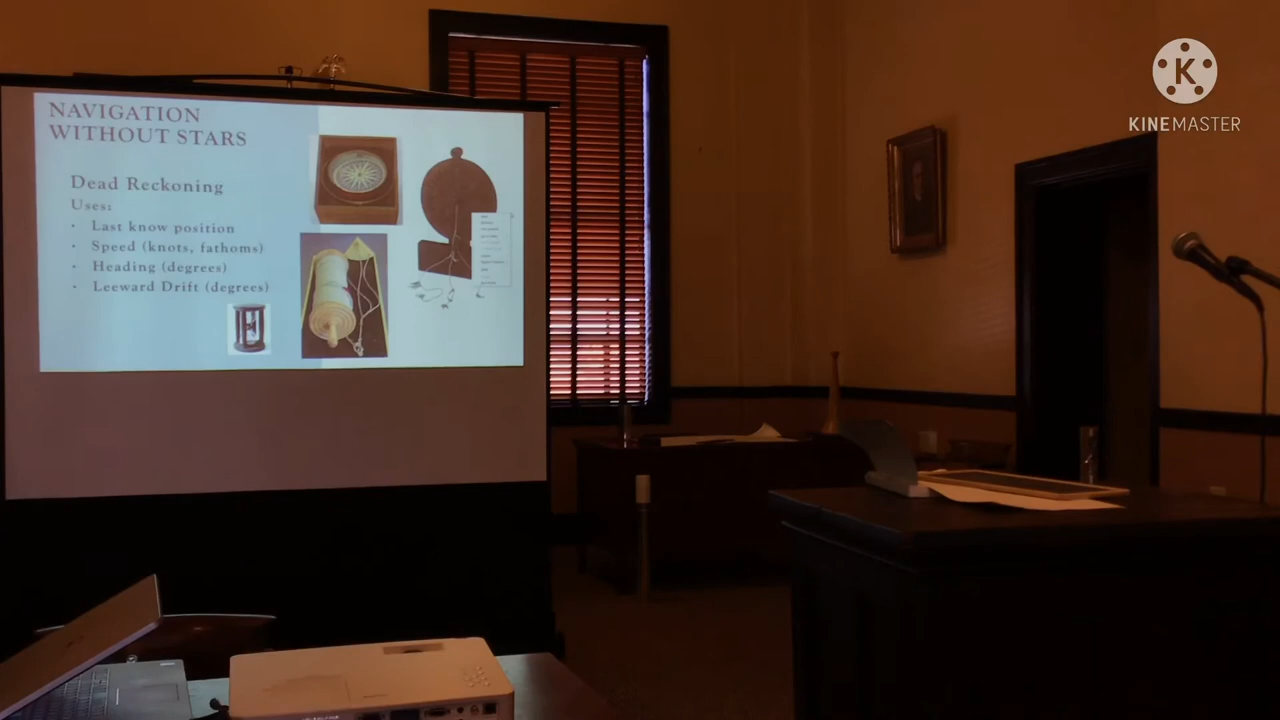 NAVIGATION
WITHOUT STARS
Dead Reckoning
Uses:
· Last know position
· Speed (knots, fathoms)
· Heading (degrees)
· Leeward Drift (degrees)
K
KINEMASTER